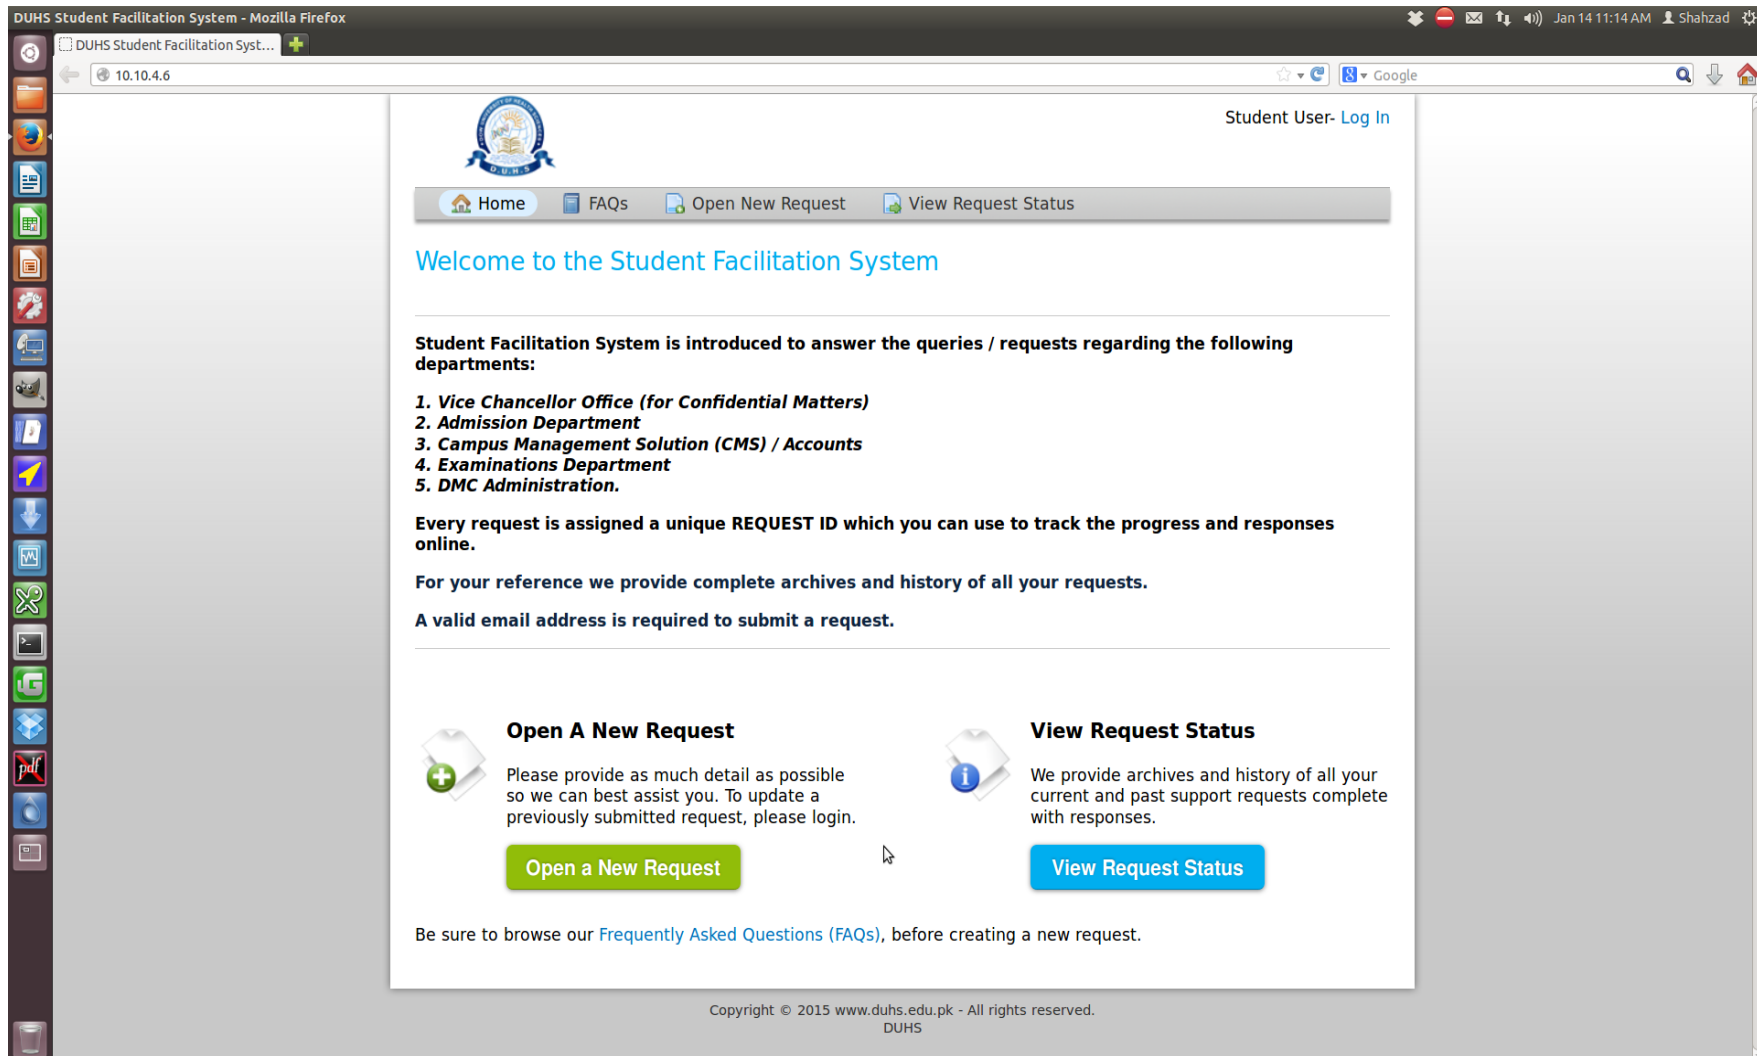 DUHS Student Facilitation System - Mozilla Firefox
Jan 14 11:14 AM Shahzad
DUHS Student Facilitation Syst...
10.10.4.6
8 Google
D.U.H.S
Student User- Log In
Home FAQs Open New Request View Request Status
Welcome to the Student Facilitation System
Student Facilitation System is introduced to answer the queries / requests regarding the following
departments:
1. Vice Chancellor Office (for Confidential Matters)
2. Admission Department
3. Campus Management Solution (CMS) / Accounts
4. Examinations Department
5. DMC Administration.
Every request is assigned a unique REQUEST ID which you can use to track the progress and responses
online.
For your reference we provide complete archives and history of all your requests.
A valid email address is required to submit a request.
Open A New Request
Please provide as much detail as possible
so we can best assist you. To update a
previously submitted request, please login.
Open a New Request
View Request Status
We provide archives and history of all your
current and past support requests complete
with responses.
View Request Status
pdf
Be sure to browse our Frequently Asked Questions (FAQs), before creating a new request.
Copyright © 2015 www.duhs.edu.pk - All rights reserved.
DUHS